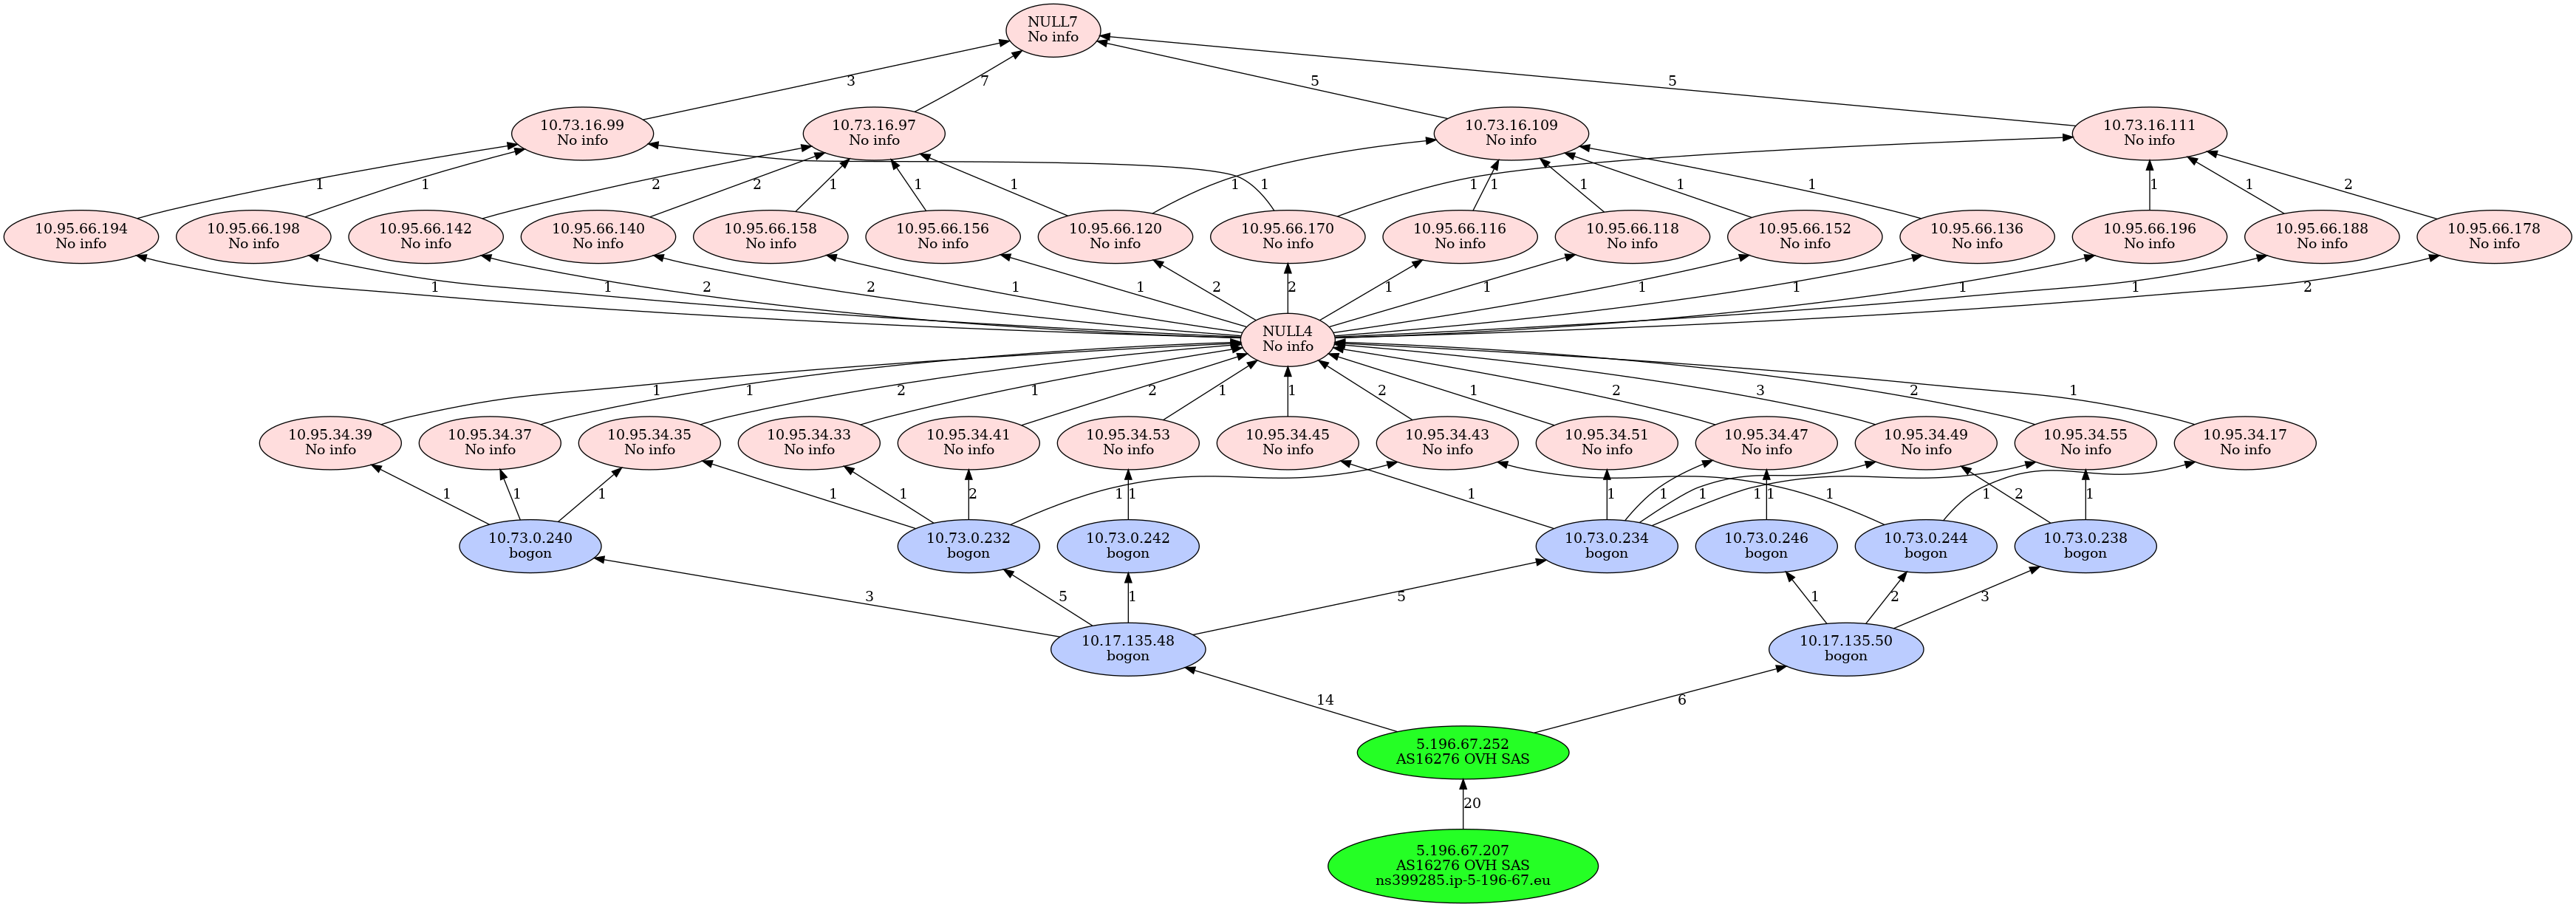 NULL7
No info
3
7
5
5
10.73.16.99
No info
10.73.16.97
No info
10.73.16.109
No info
10.73.16.111
No info
1
1
2
2
1
1
1
1
1
1
1
1
1
1
1
1
2
10.95.66.194
No info
10.95.66.198
No info
10.95.66.142
No info
10.95.66.140
No info
10.95.66.158
No info
10.95.66.156
No info
10.95.66.120
No info
10.95.66.170
No info
10.95.66.116
No info
10.95.66.118
No info
10.95.66.152
No info
10.95.66.136
No info
10.95.66.196
No info
10.95.66.188
No info
10.95.66.178
No info
1
1
2
2
1
1
2
2
1
1
1
1
1
1
2
NULL4
No info
1
1
2
1
2
1
1
2
1
2
3
2
1
10.95.34.39
No info
10.95.34.37
No info
10.95.34.35
No info
10.95.34.33
No info
10.95.34.41
No info
10.95.34.53
No info
10.95.34.45
No info
10.95.34.43
No info
10.95.34.51
No info
10.95.34.47
No info
10.95.34.49
No info
10.95.34.55
No info
10.95.34.17
No info
1
1
1
1
1
2
1
1
1
1
1
1
1
1
1
1
2
1
10.73.0.240
bogon
10.73.0.232
bogon
10.73.0.242
bogon
10.73.0.234
bogon
10.73.0.246
bogon
10.73.0.244
bogon
10.73.0.238
bogon
3
5
1
5
1
2
3
10.17.135.48
bogon
10.17.135.50
bogon
14
6
5.196.67.252
AS16276 OVH SAS
20
5.196.67.207
AS16276 OVH SAS
ns399285.ip-5-196-67.eu